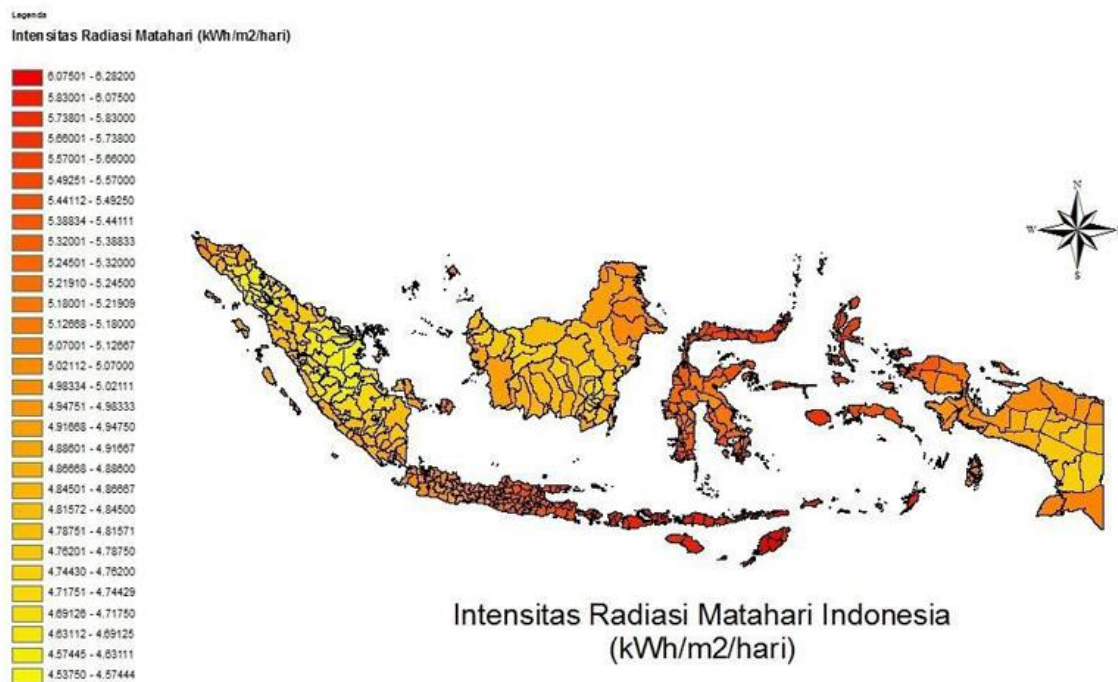 Legenda
Intensitas Radiasi Matahari (kWh/m2/hari)
6.07501 - 6.28200
5.83001 - 6.07500
5.73801 - 5.83000
5.66001 - 5.73800
5.57001 - 5.66000
5.49251 - 5.57000
5.44112 - 5.49250
5.38834 - 5.44111
5.32001 - 5.38833
5.24501 - 5.32000
5.21910 - 5.24500
5.18001 - 5.21909
5.12668 - 5.18000
5.07001 - 5.12667
5.02112 - 5.07000
4.98334 - 5.02111
4.94751 - 4.98333
4.91668 - 4.94750
4.88601 - 4.91667
4.86668 - 4.88600
4.84501 - 4.86667
4.81572 - 4.84500
4.78751 - 4.81571
4.76201 - 4.78750
4.74430 - 4.76200
4.71751 - 4.74429
4.69126 - 4.71750
4.63112 - 4.69125
4.57445 - 4.63111
4.53750 - 4.57444
N
W
S
Intensitas Radiasi Matahari Indonesia
(kWh/m2/hari)